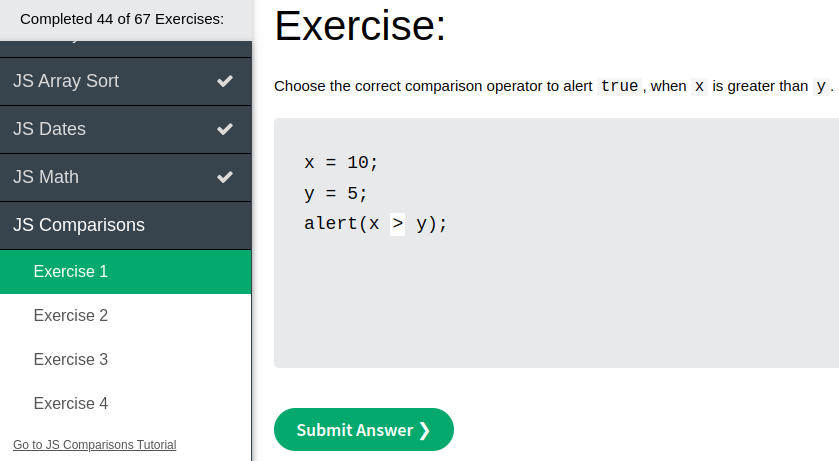 Completed 44 of 67 Exercises:
JS Array Sort
JS Dates
JS Math
JS Comparisons
Exercise 1
Exercise 2
Exercise 3
Exercise 4
Go to JS Comparisons Tutorial
Exercise:
Choose the correct comparison operator to alert true, when x is greater than y.
x = 10;
y = 5;
alert(x > y);
Submit Answer ❯